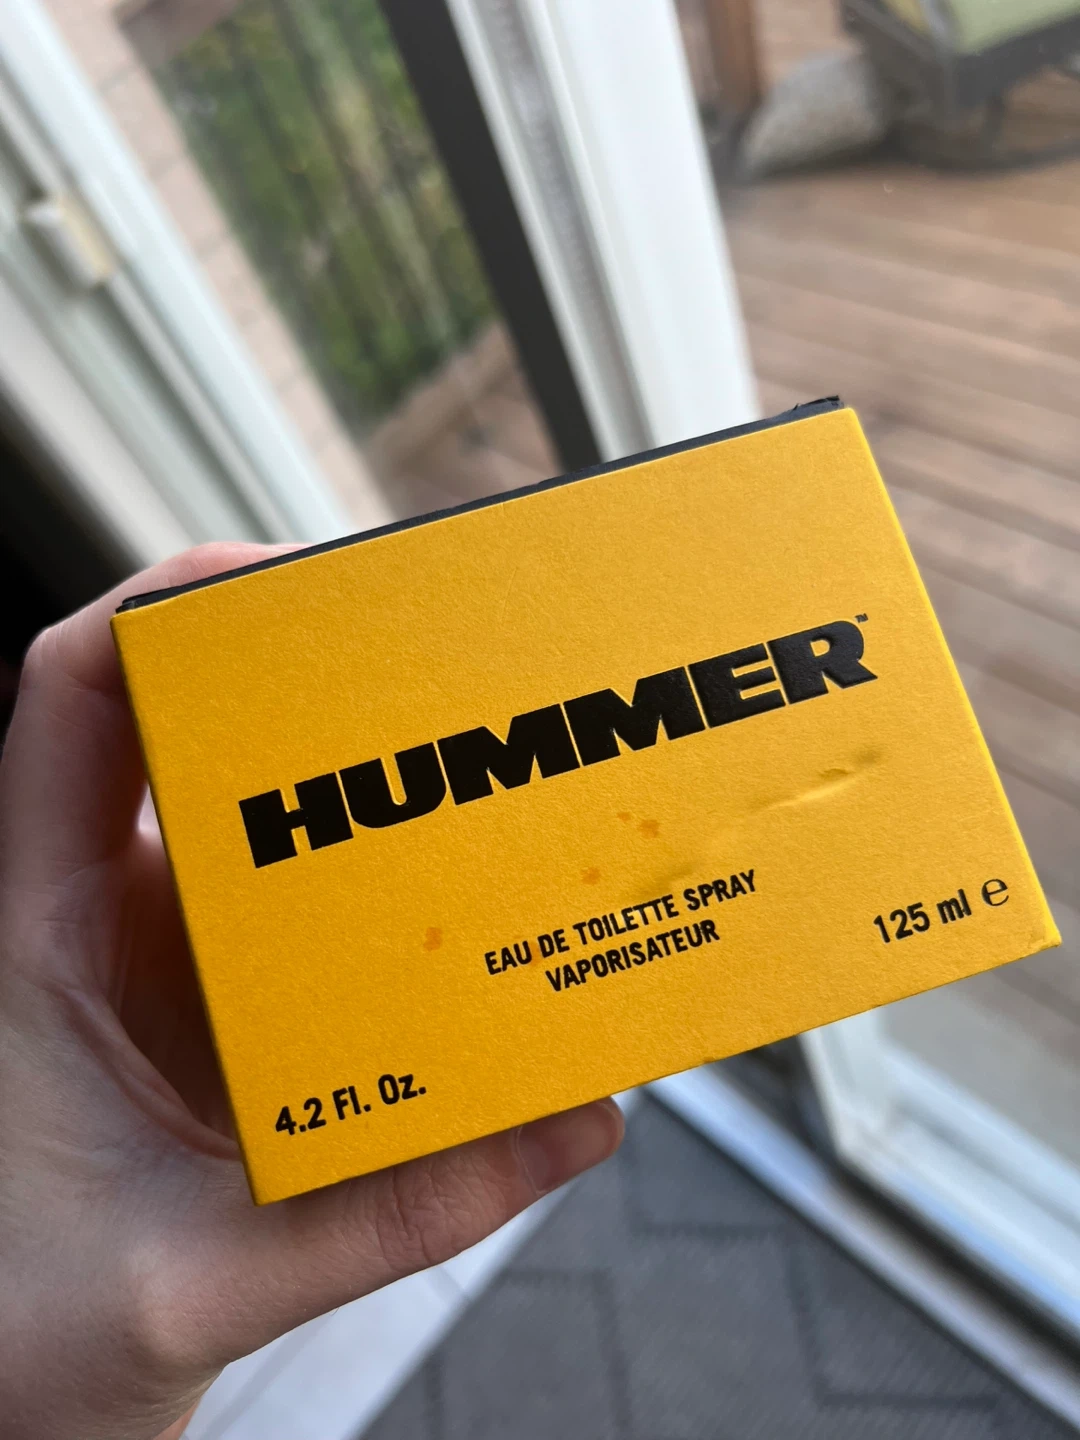 HUMMER™
EAU DE TOILETTE SPRAY
VAPORISATEUR
125 ml ℮
4.2 Fl. Oz.